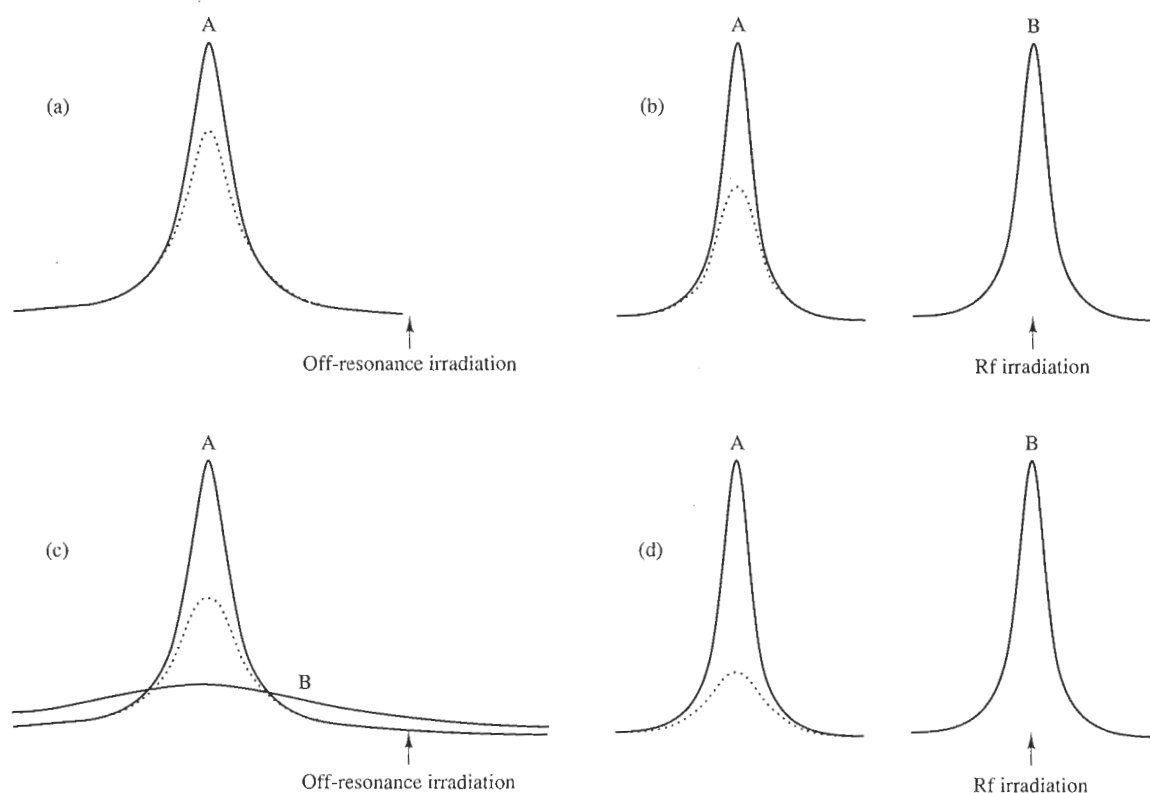 A
(a)
Off-resonance irradiation
A
B
(b)
Rf irradiation
A
(c)
B
Off-resonance irradiation
A
B
(d)
Rf irradiation